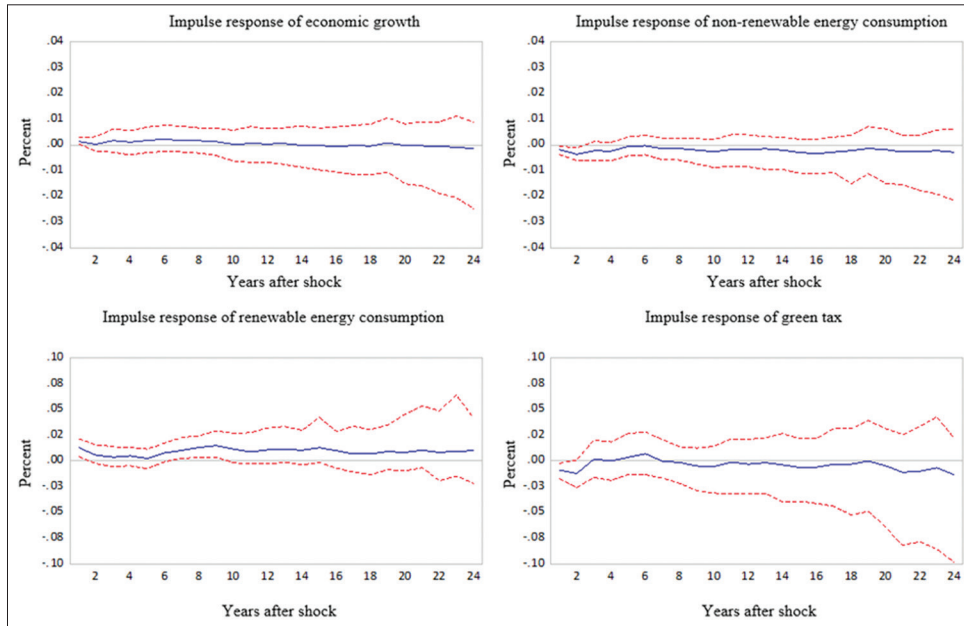 Impulse response of economic growth
.04
.03
.02
.01
.00
-.01
-.02
-.03
-.04
Percent
2 4 6 8 10 12 14 16 18 20 22 24
Years after shock
Impulse response of non-renewable energy consumption
.04
.03
.02
.01
.00
-.01
-.02
-.03
-.04
Percent
2 4 6 8 10 12 14 16 18 20 22 24
Years after shock
Impulse response of renewable energy consumption
.10
.08
.05
.02
.00
-.03
-.05
-.08
-.10
Percent
2 4 6 8 10 12 14 16 18 20 22 24
Years after shock
Impulse response of green tax
.10
.08
.05
.02
.00
-.03
-.05
-.08
-.10
Percent
2 4 6 8 10 12 14 16 18 20 22 24
Years after shock